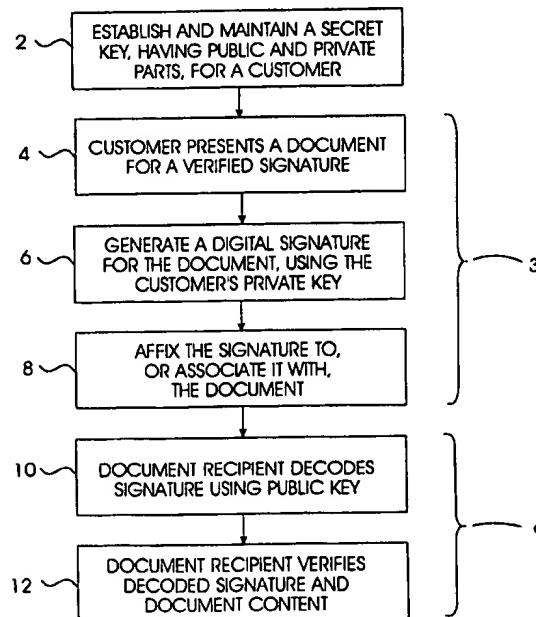 2
ESTABLISH AND MAINTAIN A SECRET
KEY, HAVING PUBLIC AND PRIVATE
PARTS, FOR A CUSTOMER
4
CUSTOMER PRESENTS A DOCUMENT
FOR A VERIFIED SIGNATURE
6
GENERATE A DIGITAL SIGNATURE
FOR THE DOCUMENT, USING THE
CUSTOMER'S PRIVATE KEY
3
8
AFFIX THE SIGNATURE TO,
OR ASSOCIATE IT WITH,
THE DOCUMENT
10
DOCUMENT RECIPIENT DECODES
SIGNATURE USING PUBLIC KEY
12
DOCUMENT RECIPIENT VERIFIES
DECODED SIGNATURE AND
DOCUMENT CONTENT